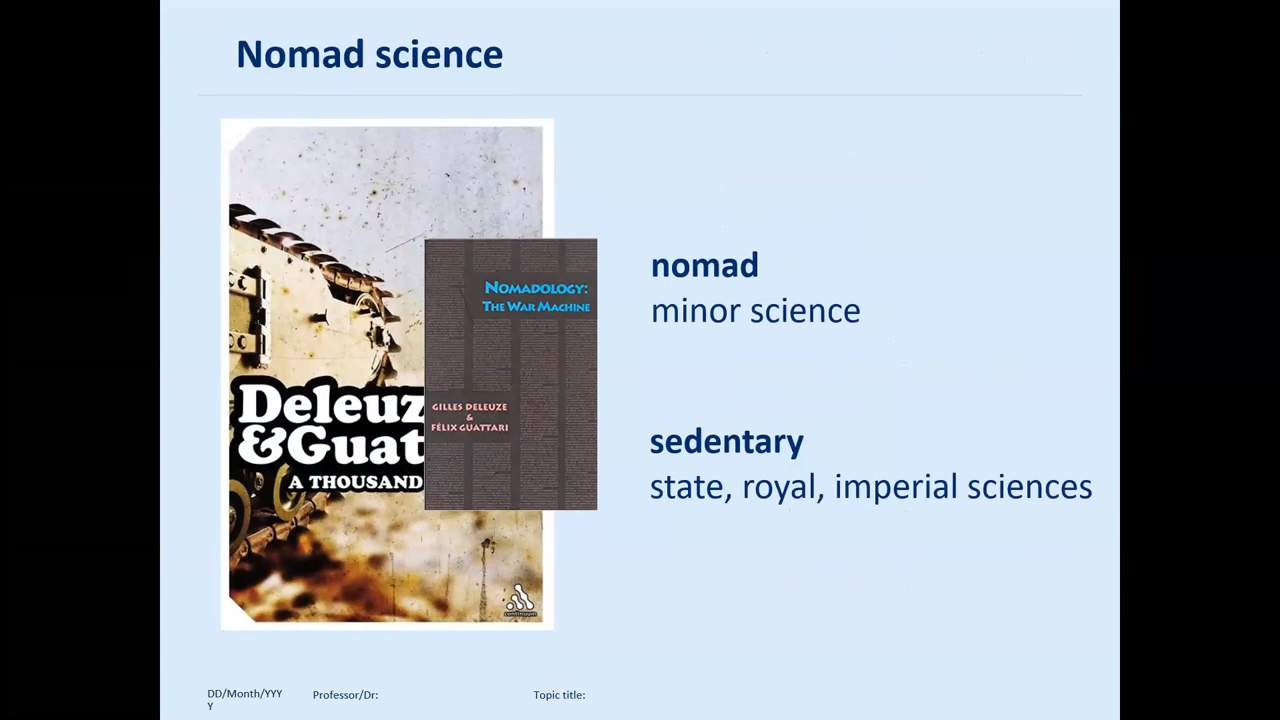 Nomad science
Deleuz
&Guat
A THOUSAND
continuum
NOMADOLOGY:
THE WAR MACHINE
GILLES DELEUZE
&
FÉLIX GUATTARI
nomad
minor science
sedentary
state, royal, imperial sciences
DD/Month/YYY
Y
Professor/Dr:
Topic title: